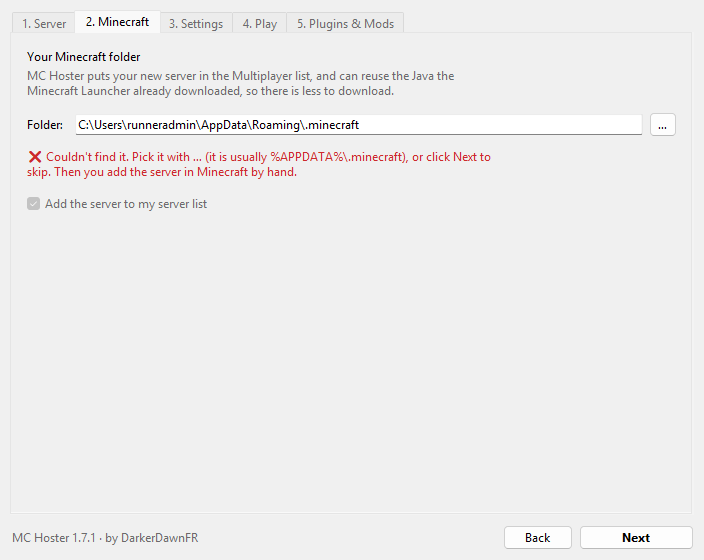 1. Server 2. Minecraft 3. Settings 4. Play 5. Plugins & Mods
Your Minecraft folder
MC Hoster puts your new server in the Multiplayer list, and can reuse the Java the
Minecraft Launcher already downloaded, so there is less to download.
Folder: C:\Users\runneradmin\AppData\Roaming\.minecraft ...
❌ Couldn't find it. Pick it with ... (it is usually %APPDATA%\.minecraft), or click Next to
skip. Then you add the server in Minecraft by hand.
Add the server to my server list
MC Hoster 1.7.1 · by DarkerDawnFR Back Next